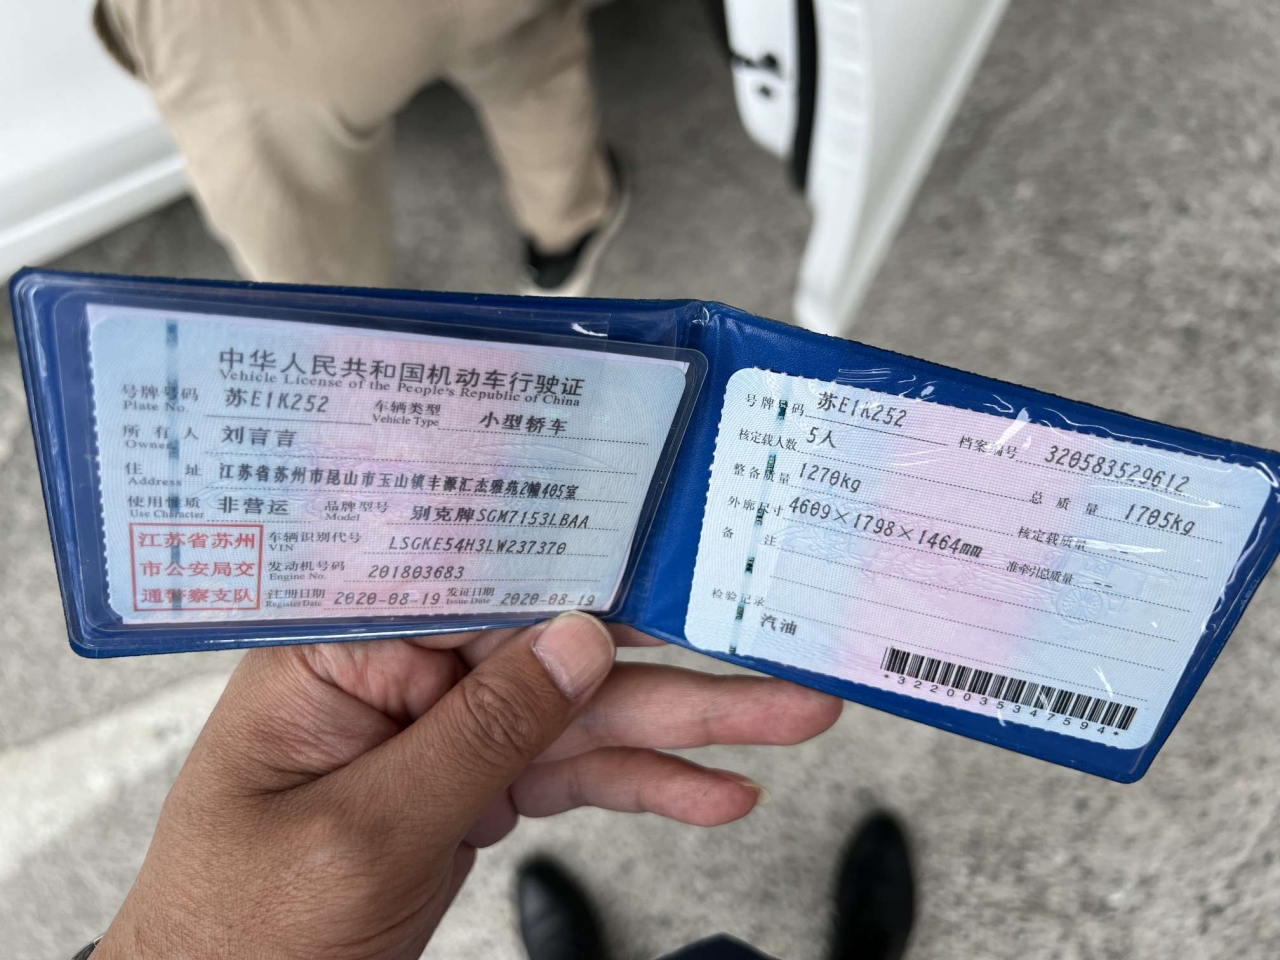 中华人民共和国机动车行驶证
Vehicle License of the People's Republic of China
号牌号码 苏E1K252 车辆类型 小型轿车
Plate No. Vehicle Type
所有人 刘言言
Owner
住址 江苏省苏州市昆山市玉山镇丰源汇杰雅苑2幢405室
Address
使用性质 非营运 品牌型号 别克牌SGM7153LBAA
Use Character Model
江苏省苏州
市公安局交
通警察支队
车辆识别代号 LSGKE54H3LW237370
VIN
发动机号码 201803683
Engine No.
注册日期 2020-08-19 发证日期 2020-08-19
Register Date Issue Date
号牌号码 苏E1K252 档案编号 320583529612
核定载人数 5人 总质量 1705kg
整备质量 1270kg 核定载质量 --
外廓尺寸 4609×1798×1464mm 准牵引总质量 --
备注
检验记录
汽油
*3220035347594*